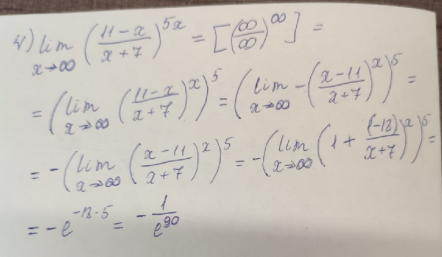 4) lim x→∞ ((11-x)/(x+7))^5x = [(∞/∞)^∞] =
= (lim x→∞ ((11-x)/(x+7))^x)^5 = (lim x→∞ -((x-11)/(x+7))^x)^5 =
= -(lim x→∞ ((x-11)/(x+7))^x)^5 = -(lim x→∞ (1 + (-18)/(x+7))^x)^5 =
= -e^-18·5 = -1/e^90